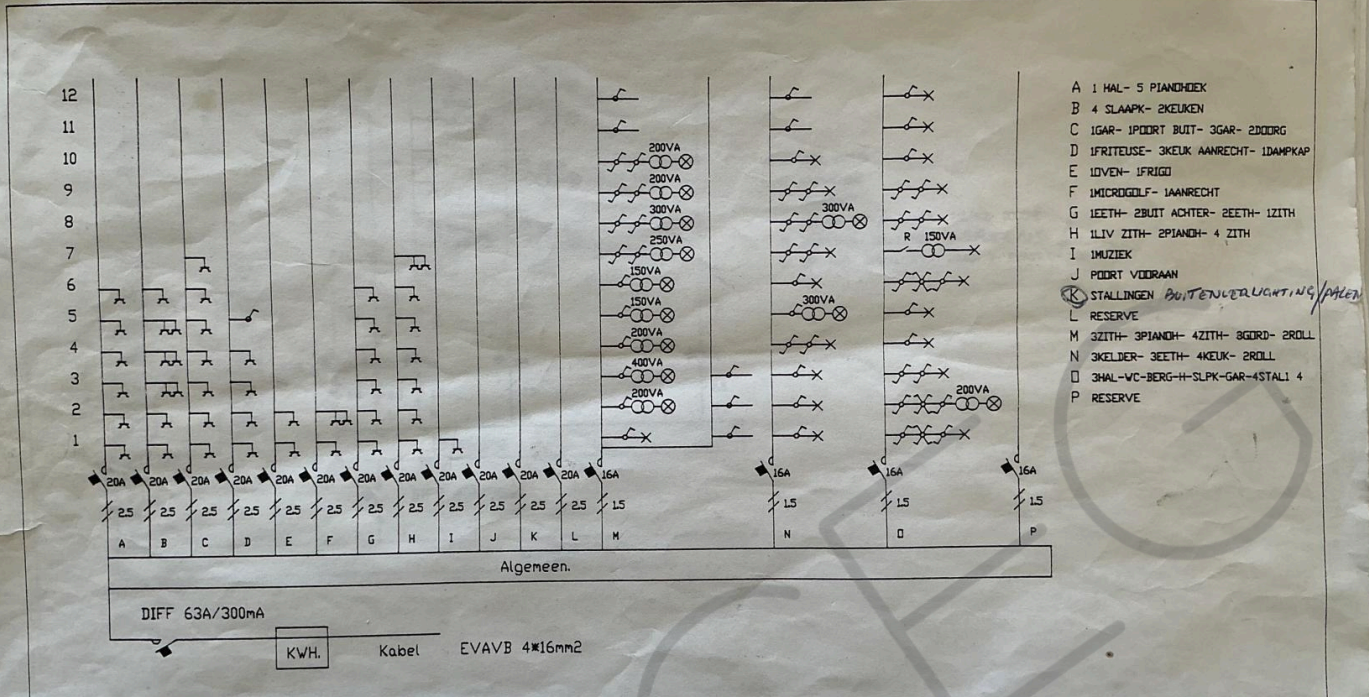 12
11
10
9
8
7
6
5
4
3
2
1
200VA
200VA
300VA
250VA
150VA
150VA
200VA
400VA
200VA
300VA
300VA
R 150VA
200VA
20A 20A 20A 20A 20A 20A 20A 20A 20A 20A 20A 20A 16A 16A 16A 16A
2.5 2.5 2.5 2.5 2.5 2.5 2.5 2.5 2.5 2.5 2.5 2.5 1.5 1.5 1.5 1.5
A B C D E F G H I J K L M N O P
Algemeen.
DIFF 63A/300mA
KWH. Kabel EVAVB 4*16mm2
A 1 HAL- 5 PIANOHOEK
B 4 SLAAPK- 2KEUKEN
C 1GAR- 1POORT BUIT- 3GAR- 2DOORG
D 1FRITEUSE- 3KEUK AANRECHT- 1DAMPKAP
E 1OVEN- 1FRIGO
F 1MICROGOLF- 1AANRECHT
G 1EETH- 2BUIT ACHTER- 2EETH- 1ZITH
H 1LIV ZITH- 2PIANOH- 4 ZITH
I 1MUZIEK
J POORT VOORAAN
K STALLINGEN BUITENVERLICHTING/PALEN
L RESERVE
M 3ZITH- 3PIANOH- 4ZITH- 3GORD- 2ROLL
N 3KELDER- 3EETH- 4KEUK- 2ROLL
O 3HAL-WC-BERG-H-SLPK-GAR-4STAL1 4
P RESERVE
CEG